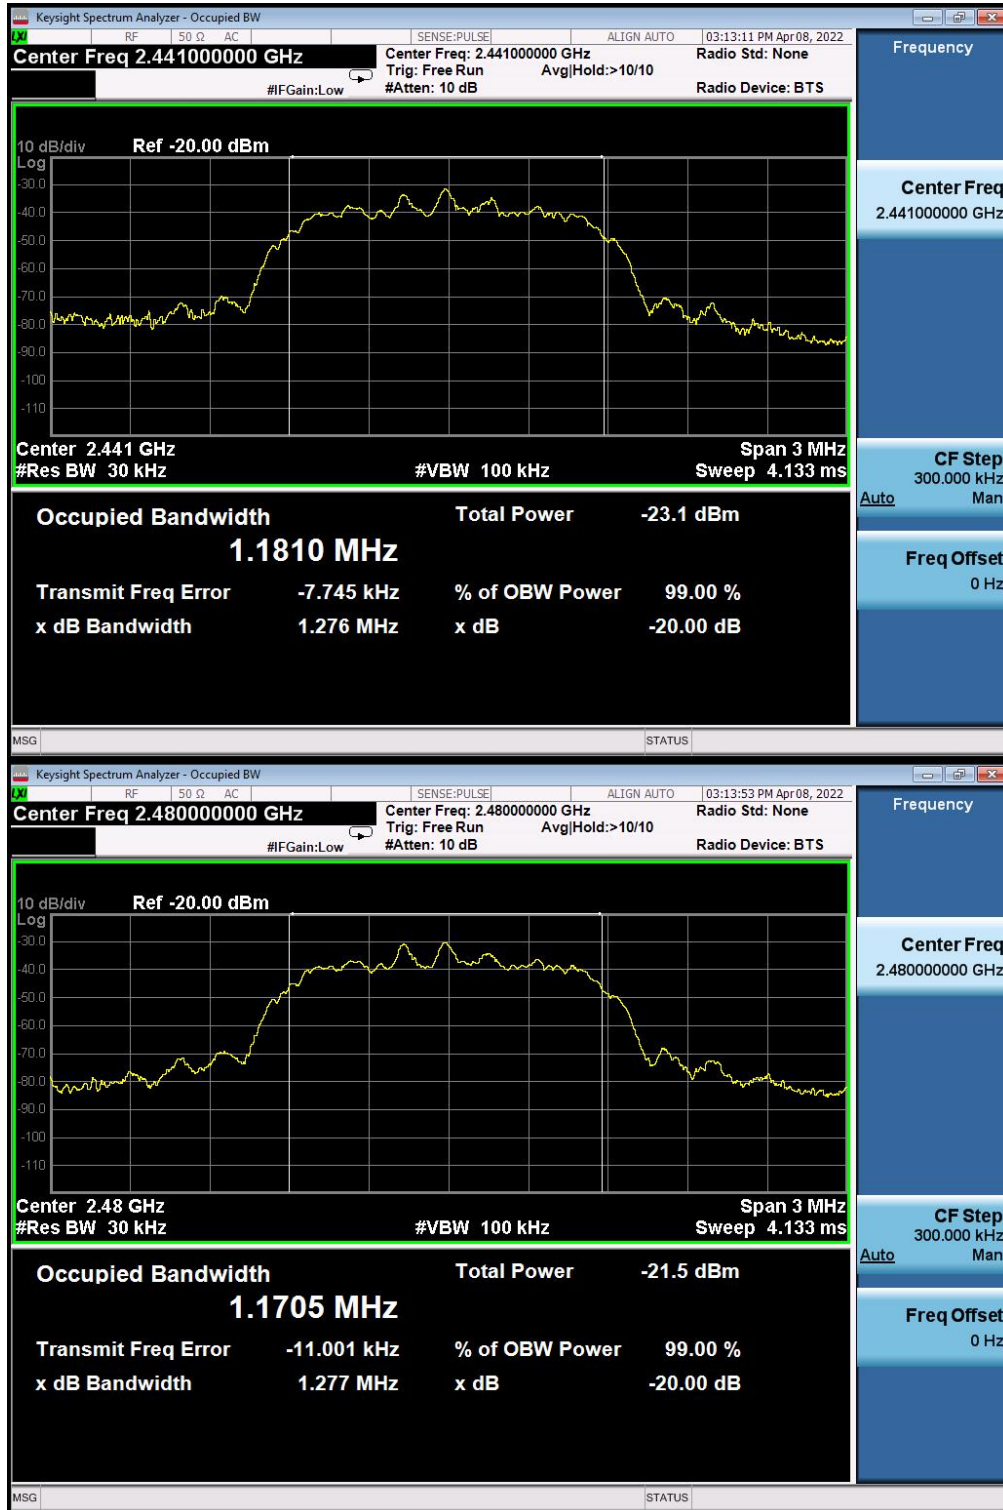 Keysight Spectrum Analyzer - Occupied BW
LXI RF 50 Ω AC SENSE:PULSE ALIGN AUTO 03:13:11 PM Apr 08, 2022
Center Freq 2.441000000 GHz
Center Freq: 2.441000000 GHz Radio Std: None
Trig: Free Run Avg|Hold:>10/10
#IFGain:Low #Atten: 10 dB Radio Device: BTS
10 dB/div Ref -20.00 dBm
Log
-30.0
-40.0
-50.0
-60.0
-70.0
-80.0
-90.0
-100
-110
Center 2.441 GHz Span 3 MHz
#Res BW 30 kHz #VBW 100 kHz Sweep 4.133 ms
Occupied Bandwidth Total Power -23.1 dBm
1.1810 MHz
Transmit Freq Error -7.745 kHz % of OBW Power 99.00 %
x dB Bandwidth 1.276 MHz x dB -20.00 dB
MSG STATUS
Frequency
Center Freq
2.441000000 GHz
CF Step
300.000 kHz
Auto Man
Freq Offset
0 Hz
Keysight Spectrum Analyzer - Occupied BW
LXI RF 50 Ω AC SENSE:PULSE ALIGN AUTO 03:13:53 PM Apr 08, 2022
Center Freq 2.480000000 GHz
Center Freq: 2.480000000 GHz Radio Std: None
Trig: Free Run Avg|Hold:>10/10
#IFGain:Low #Atten: 10 dB Radio Device: BTS
10 dB/div Ref -20.00 dBm
Log
-30.0
-40.0
-50.0
-60.0
-70.0
-80.0
-90.0
-100
-110
Center 2.48 GHz Span 3 MHz
#Res BW 30 kHz #VBW 100 kHz Sweep 4.133 ms
Occupied Bandwidth Total Power -21.5 dBm
1.1705 MHz
Transmit Freq Error -11.001 kHz % of OBW Power 99.00 %
x dB Bandwidth 1.277 MHz x dB -20.00 dB
MSG STATUS
Frequency
Center Freq
2.480000000 GHz
CF Step
300.000 kHz
Auto Man
Freq Offset
0 Hz